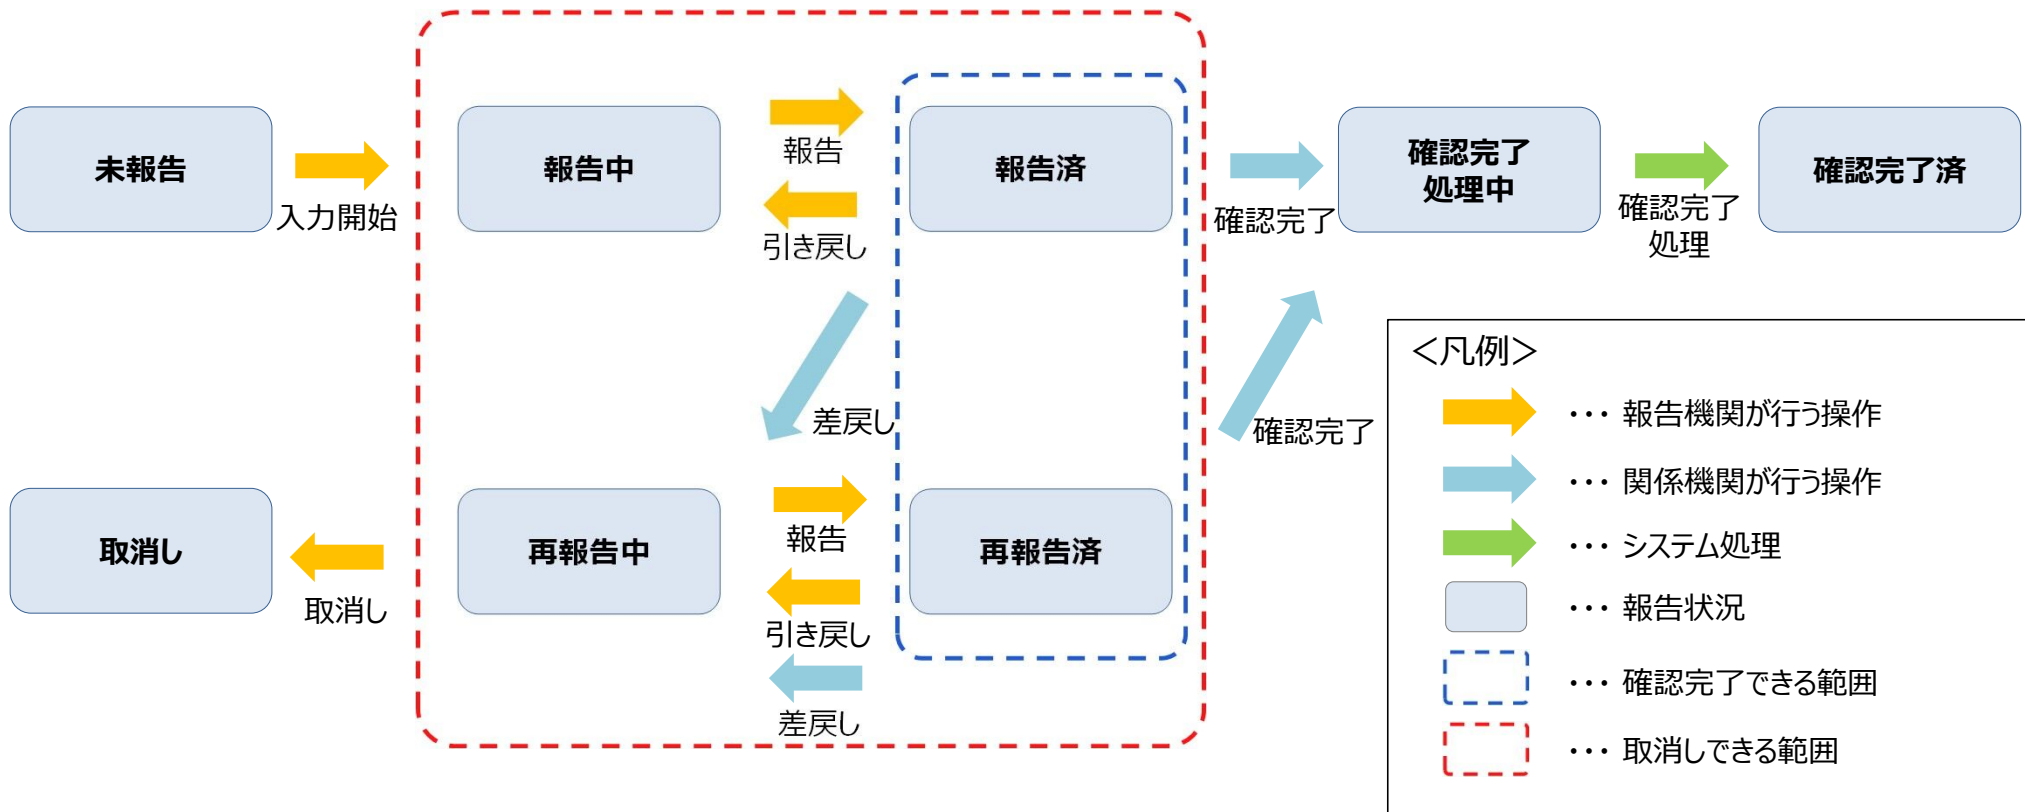 未報告
入力開始
報告中
報告
引き戻し
報告済
確認完了
確認完了
処理中
確認完了
処理
確認完了済
差戻し
確認完了
取消し
取消し
再報告中
報告
引き戻し
差戻し
再報告済
＜凡例＞
・・・ 報告機関が行う操作
・・・ 関係機関が行う操作
・・・ システム処理
・・・ 報告状況
・・・ 確認完了できる範囲
・・・ 取消しできる範囲